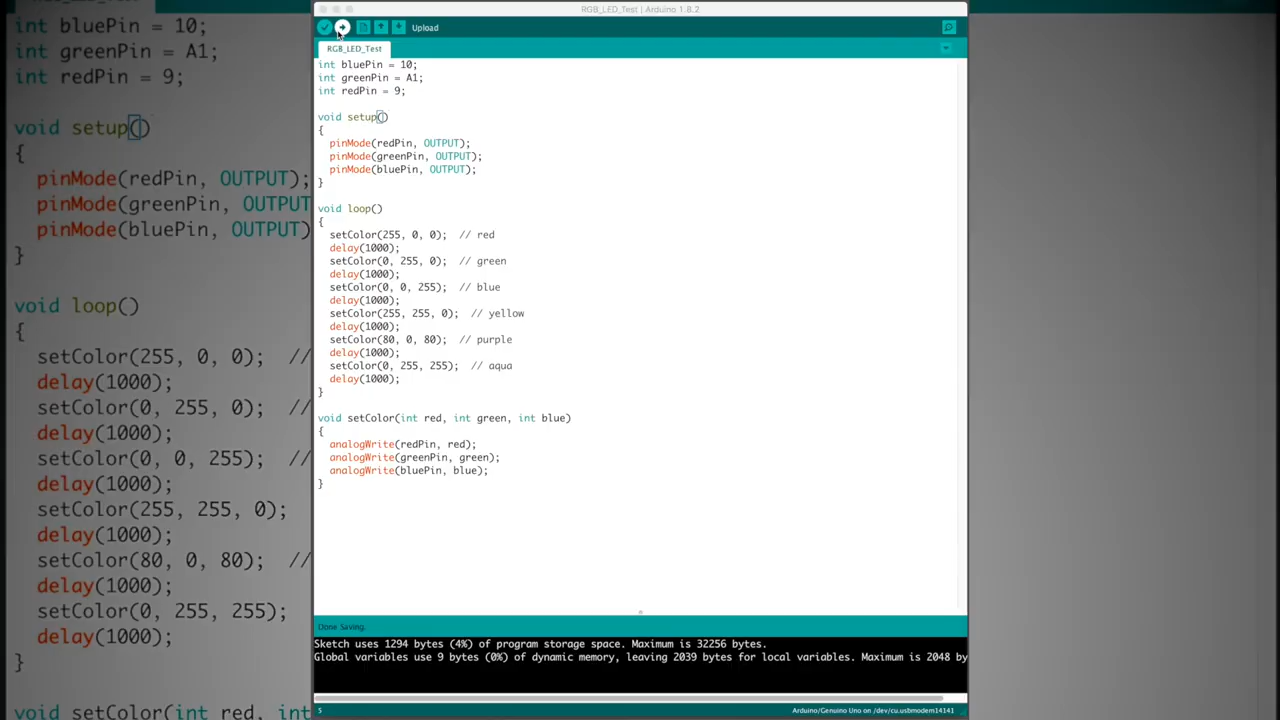 RGB_LED_Test | Arduino 1.8.2
Upload
RGB_LED_Test
int bluePin = 10;
int greenPin = A1;
int redPin = 9;
void setup()
{
pinMode(redPin, OUTPUT);
pinMode(greenPin, OUTPUT);
pinMode(bluePin, OUTPUT);
}
void loop()
{
setColor(255, 0, 0); // red
delay(1000);
setColor(0, 255, 0); // green
delay(1000);
setColor(0, 0, 255); // blue
delay(1000);
setColor(255, 255, 0); // yellow
delay(1000);
setColor(80, 0, 80); // purple
delay(1000);
setColor(0, 255, 255); // aqua
delay(1000);
}
void setColor(int red, int green, int blue)
{
analogWrite(redPin, red);
analogWrite(greenPin, green);
analogWrite(bluePin, blue);
}
Done Saving.
Sketch uses 1294 bytes (4%) of program storage space. Maximum is 32256 bytes.
Global variables use 9 bytes (0%) of dynamic memory, leaving 2039 bytes for local variables. Maximum is 2048 by
5
Arduino/Genuino Uno on /dev/cu.usbmodem14141
int bluePin = 10;
int greenPin = A1;
int redPin = 9;
void setup()
{
pinMode(redPin, OUTPUT);
pinMode(greenPin, OUTPUT
pinMode(bluePin, OUTPUT)
}
void loop()
{
setColor(255, 0, 0); //
delay(1000);
setColor(0, 255, 0); //
delay(1000);
setColor(0, 0, 255); //
delay(1000);
setColor(255, 255, 0);
delay(1000);
setColor(80, 0, 80); //
delay(1000);
setColor(0, 255, 255);
delay(1000);
}
void setColor(int red, int